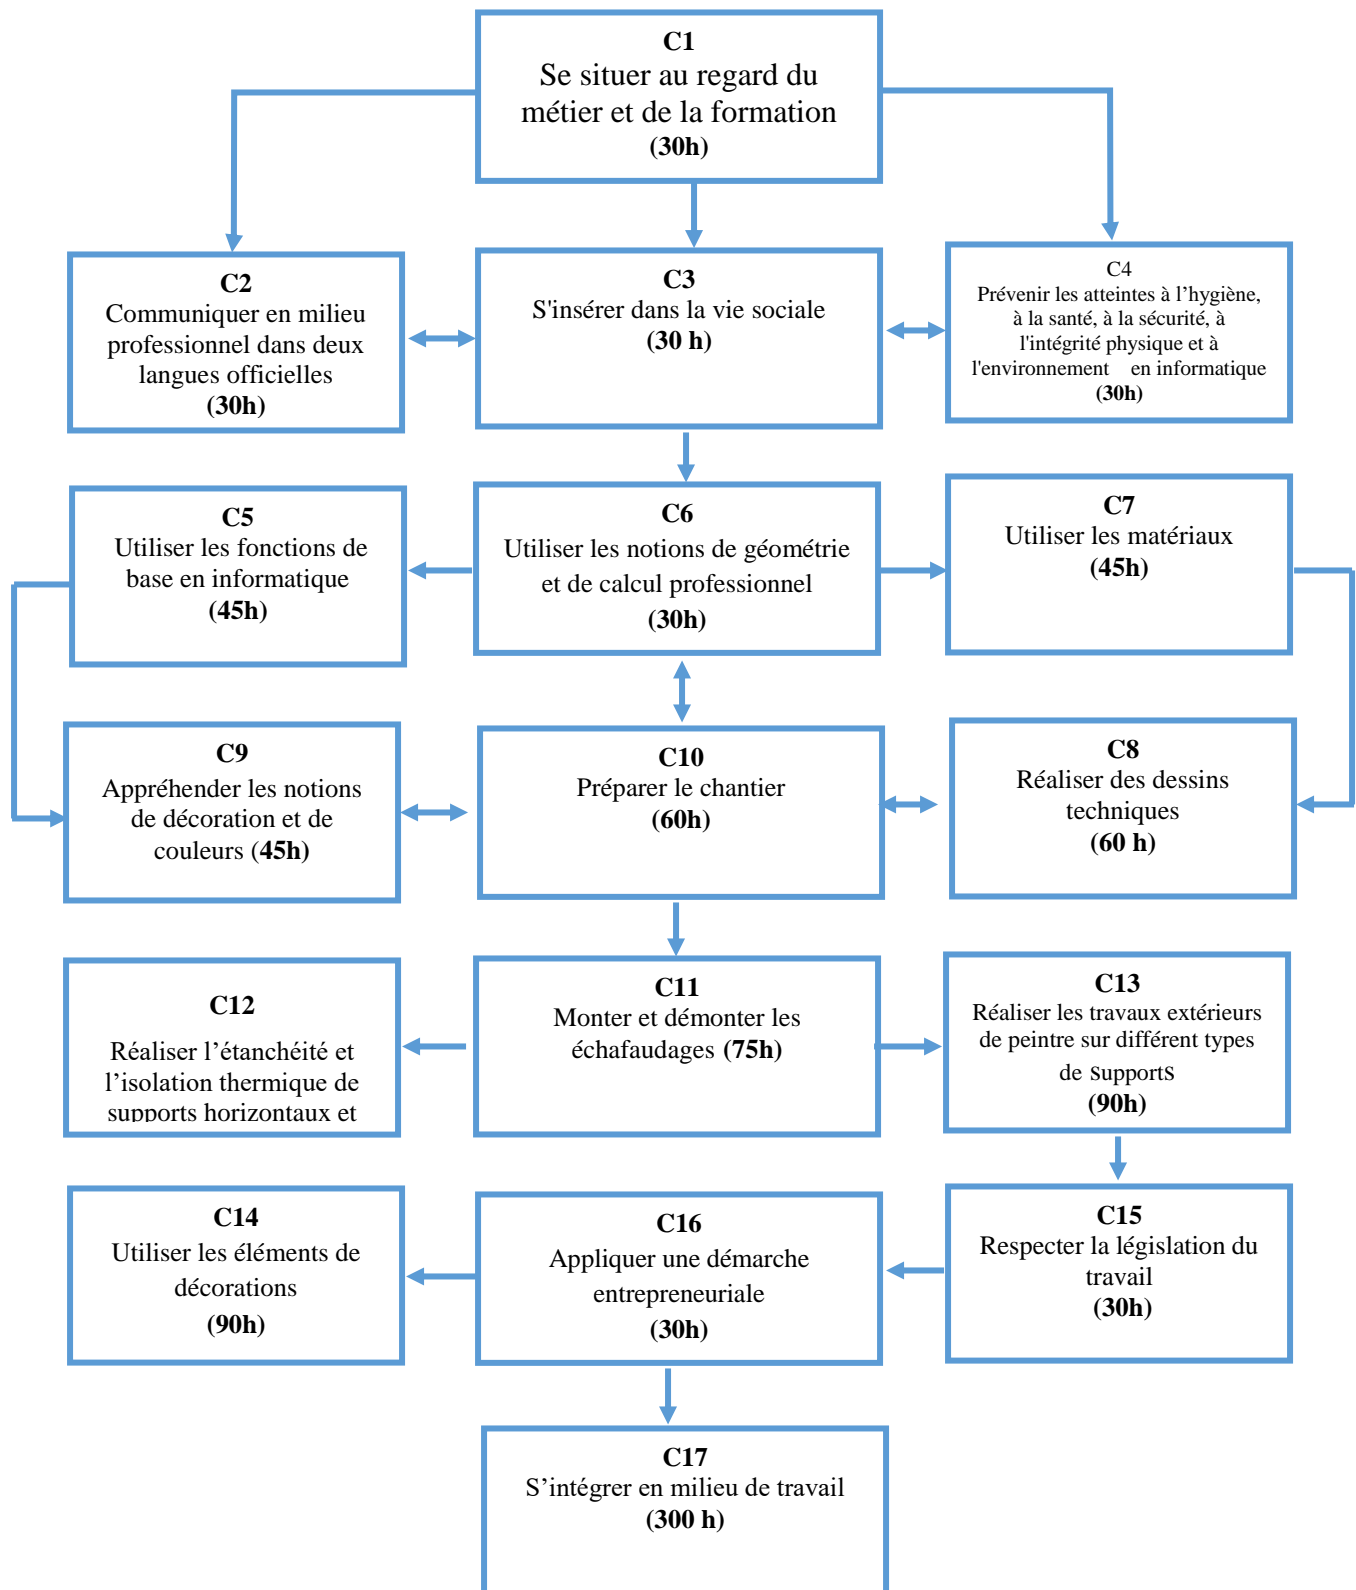 C1
Se situer au regard du
métier et de la formation
(30h)
C2
Communiquer en milieu
professionnel dans deux
langues officielles
(30h)
C3
S'insérer dans la vie sociale
(30 h)
C4
Prévenir les atteintes à l’hygiène,
à la santé, à la sécurité, à
l'intégrité physique et à
l'environnement en informatique
(30h)
C5
Utiliser les fonctions de
base en informatique
(45h)
C6
Utiliser les notions de géométrie
et de calcul professionnel
(30h)
C7
Utiliser les matériaux
(45h)
C9
Appréhender les notions
de décoration et de
couleurs (45h)
C10
Préparer le chantier
(60h)
C8
Réaliser des dessins
techniques
(60 h)
C12
Réaliser l’étanchéité et
l’isolation thermique de
supports horizontaux et
C11
Monter et démonter les
échafaudages (75h)
C13
Réaliser les travaux extérieurs
de peintre sur différent types
de supports
(90h)
C14
Utiliser les éléments de
décorations
(90h)
C16
Appliquer une démarche
entrepreneuriale
(30h)
C15
Respecter la législation du
travail
(30h)
C17
S’intégrer en milieu de travail
(300 h)